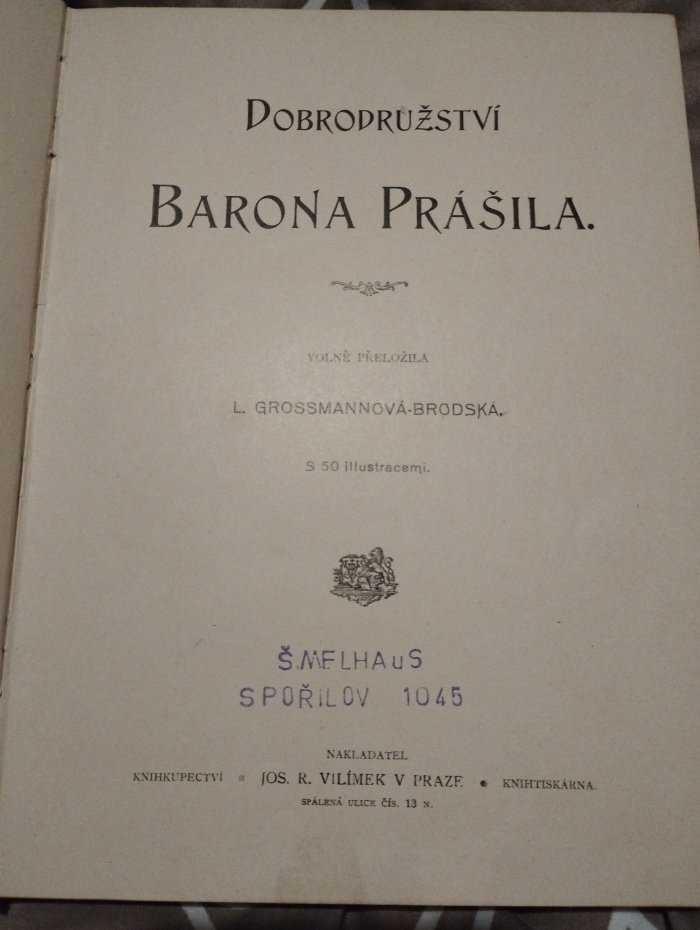 DOBRODRUŽSTVÍ
BARONA PRÁŠILA.
VOLNĚ PŘELOŽILA
L. GROSSMANNOVÁ-BRODSKÁ.
S 50 illustracemi.
ŠMELHAuS
SPOŘILOV 1045
NAKLADATEL
KNIHKUPECTVÍ * JOS. R. VILÍMEK V PRAZE * KNIHTISKÁRNA.
SPÁLENÁ ULICE ČÍS. 13 N.